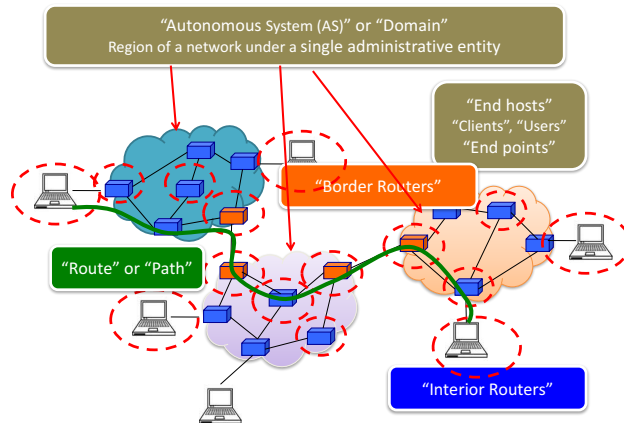 “Autonomous System (AS)” or “Domain”
Region of a network under a single administrative entity
“End hosts”
“Clients”, “Users”
“End points”
“Border Routers”
“Route” or “Path”
“Interior Routers”